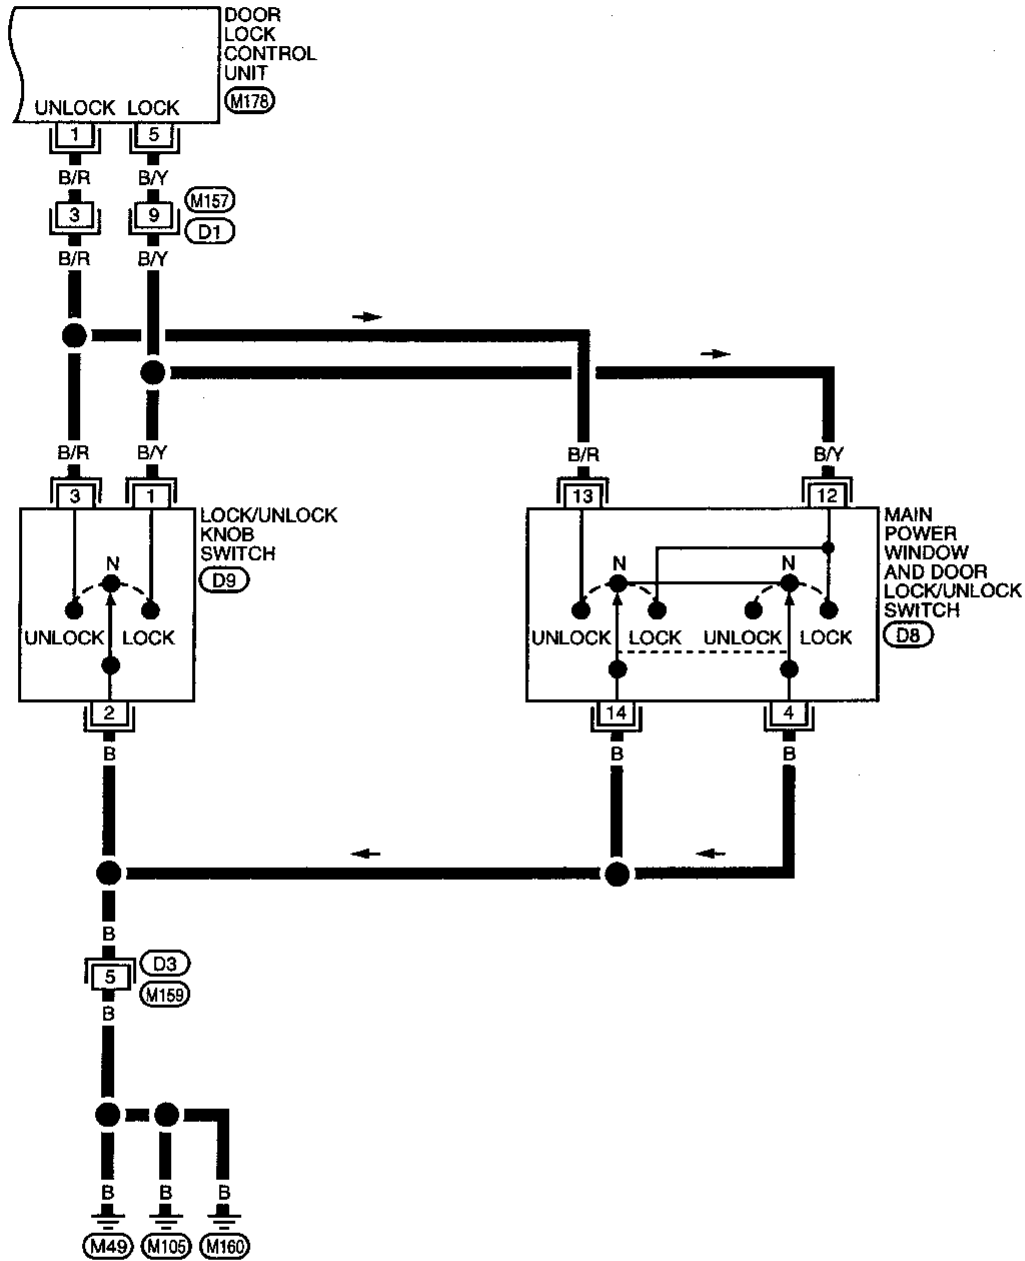 DOOR
LOCK
CONTROL
UNIT
M178
UNLOCK LOCK
1 5
B/R B/Y
M157
3 9
D1
B/R B/Y
B/R B/Y B/R B/Y
3 1 13 12
LOCK/UNLOCK
KNOB
SWITCH
D9
MAIN
POWER
WINDOW
AND DOOR
LOCK/UNLOCK
SWITCH
D8
N N N
UNLOCK LOCK UNLOCK LOCK UNLOCK LOCK
2 14 4
B B B
B
D3
5
M159
B
B B B
M49 M105 M160